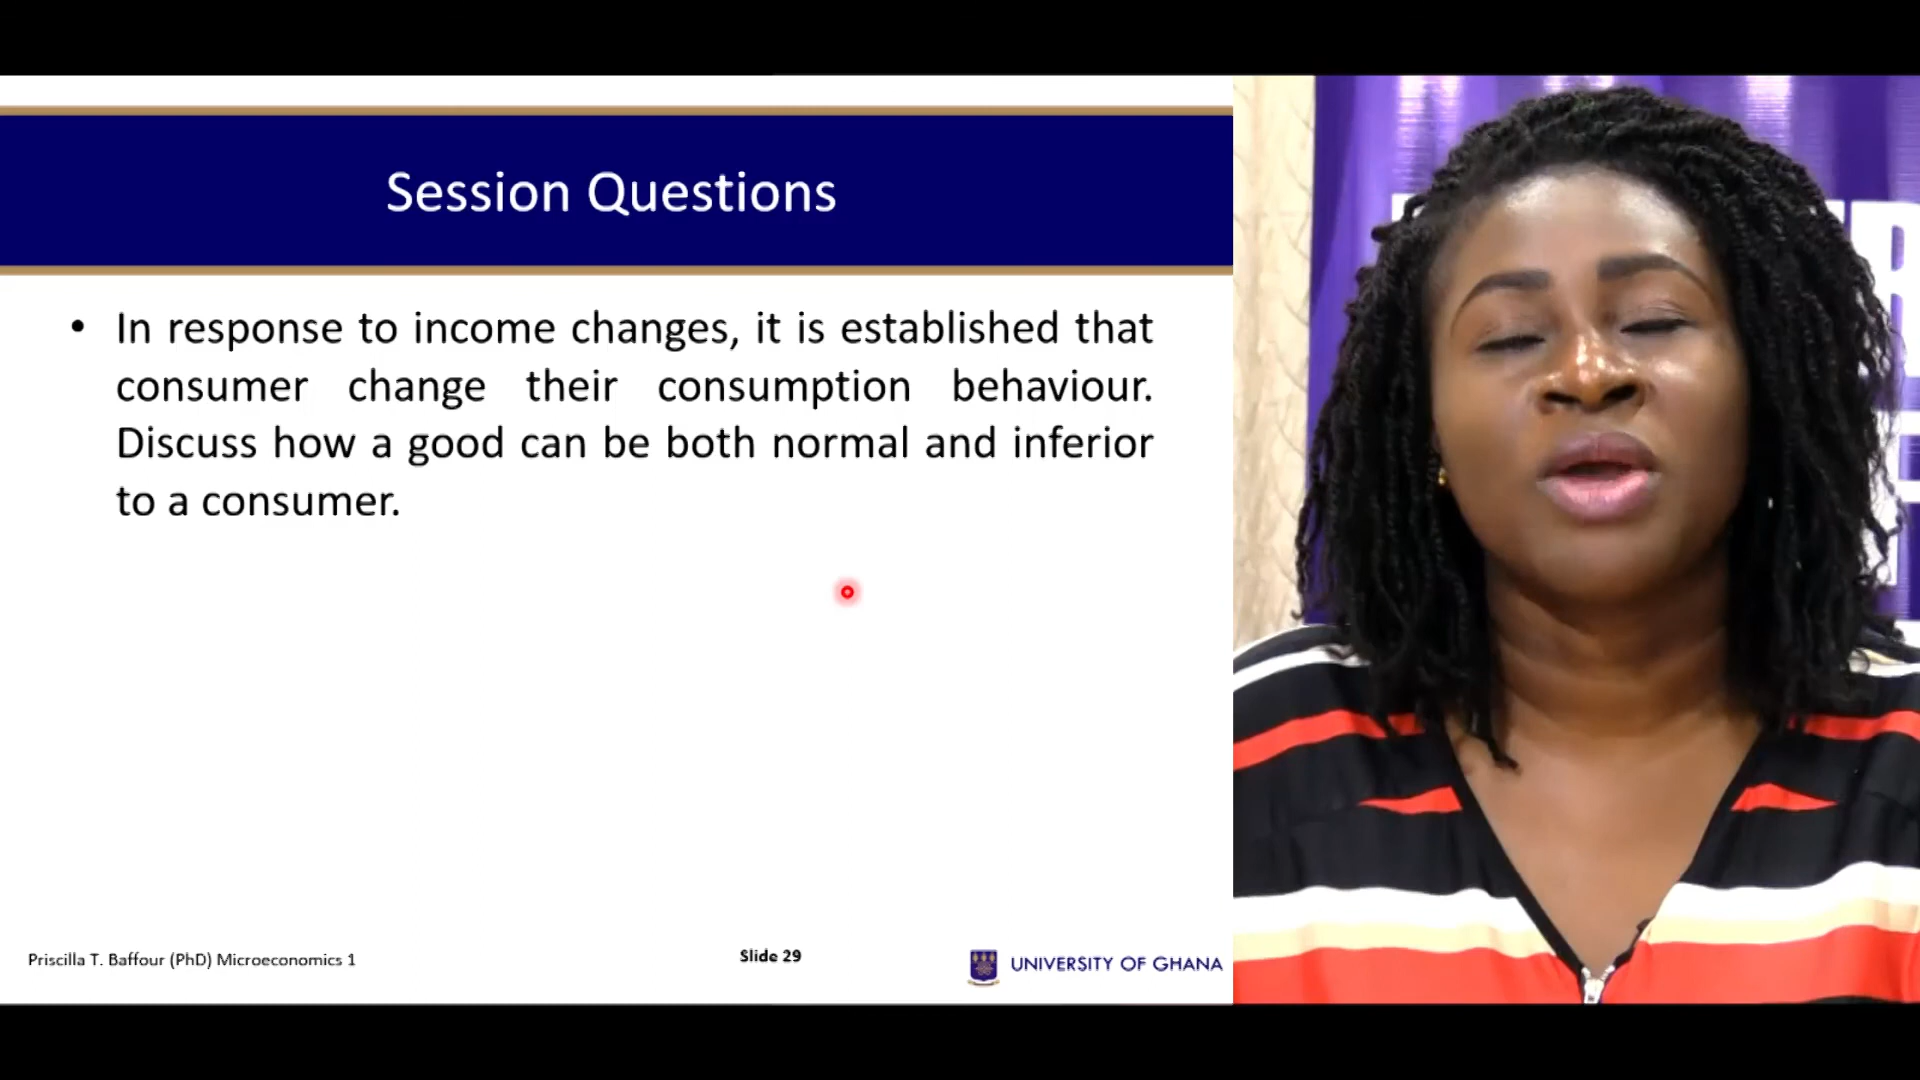 Session Questions
• In response to income changes, it is established that
consumer change their consumption behaviour.
Discuss how a good can be both normal and inferior
to a consumer.
Priscilla T. Baffour (PhD) Microeconomics 1
Slide 29
UNIVERSITY OF GHANA